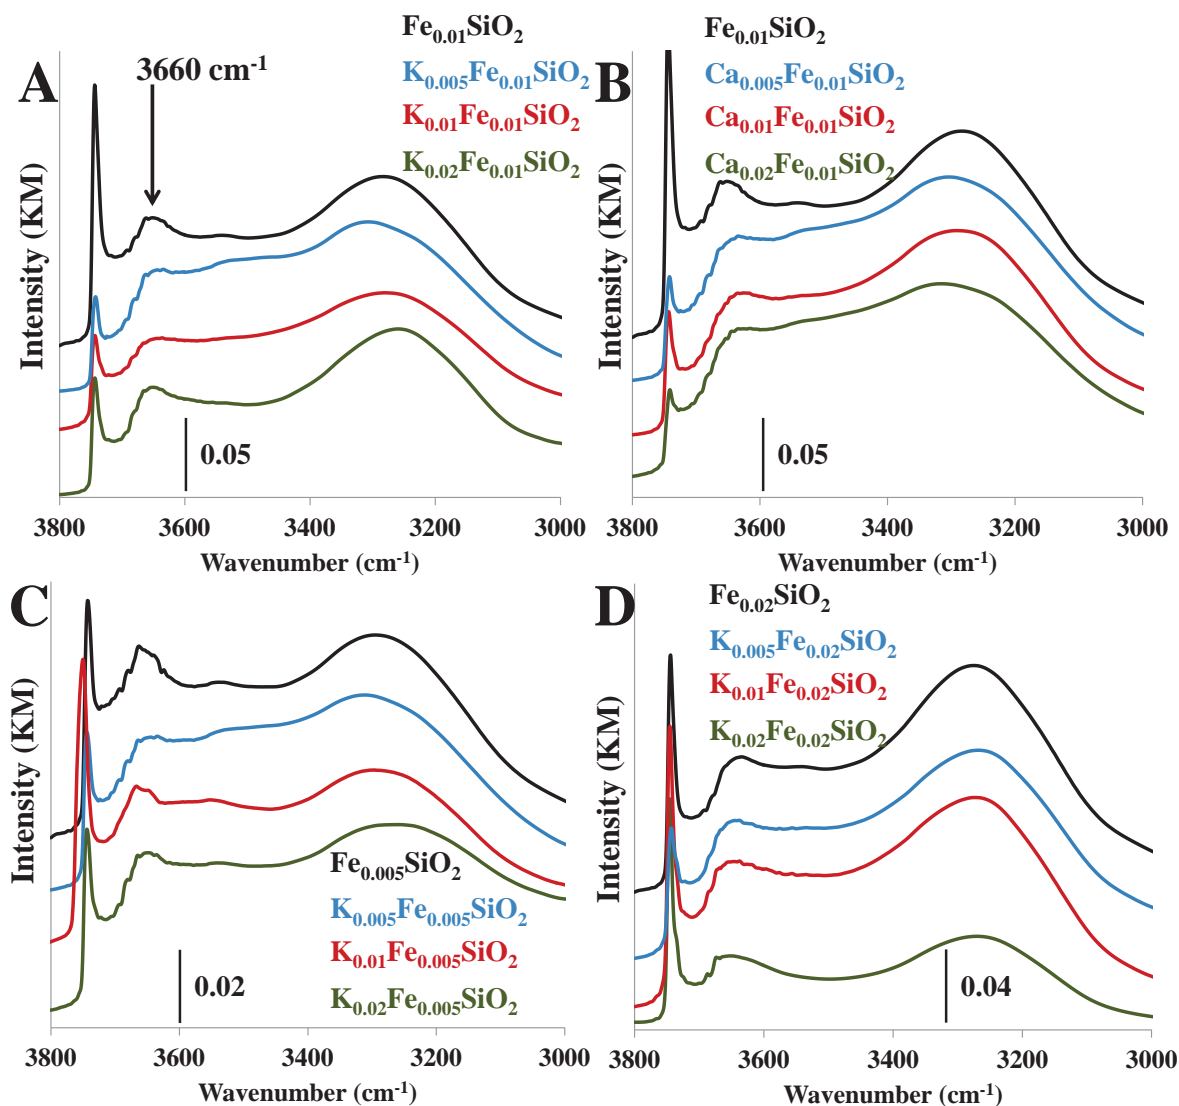 A
3660 cm⁻¹
Fe₀.₀₁SiO₂
K₀.₀₀₅Fe₀.₀₁SiO₂
K₀.₀₁Fe₀.₀₁SiO₂
K₀.₀₂Fe₀.₀₁SiO₂
Intensity (KM)
0.05
3800 3600 3400 3200 3000
Wavenumber (cm⁻¹)
B
Fe₀.₀₁SiO₂
Ca₀.₀₀₅Fe₀.₀₁SiO₂
Ca₀.₀₁Fe₀.₀₁SiO₂
Ca₀.₀₂Fe₀.₀₁SiO₂
Intensity (KM)
0.05
3800 3600 3400 3200 3000
Wavenumber (cm⁻¹)
C
Intensity (KM)
Fe₀.₀₀₅SiO₂
K₀.₀₀₅Fe₀.₀₀₅SiO₂
K₀.₀₁Fe₀.₀₀₅SiO₂
K₀.₀₂Fe₀.₀₀₅SiO₂
0.02
3800 3600 3400 3200 3000
Wavenumber (cm⁻¹)
D
Fe₀.₀₂SiO₂
K₀.₀₀₅Fe₀.₀₂SiO₂
K₀.₀₁Fe₀.₀₂SiO₂
K₀.₀₂Fe₀.₀₂SiO₂
Intensity (KM)
0.04
3800 3600 3400 3200 3000
Wavenumber (cm⁻¹)